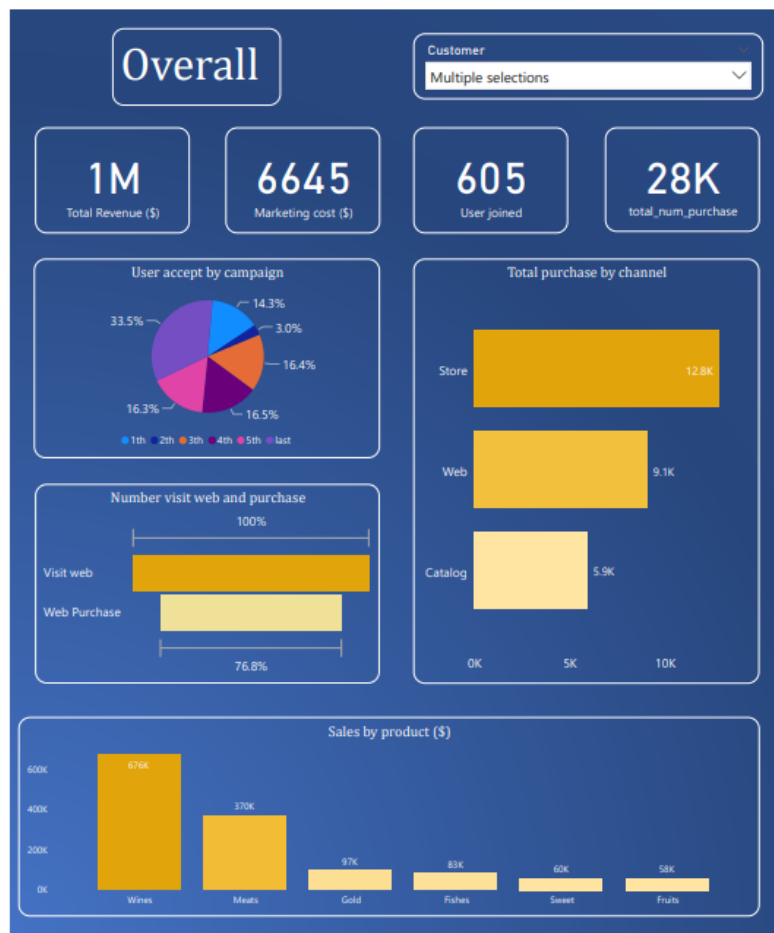 Overall
Customer
Multiple selections
1M
Total Revenue ($)
6645
Marketing cost ($)
605
User joined
28K
total_num_purchase
User accept by campaign
14.3%
3.0%
16.4%
16.5%
16.3%
33.5%
1th 2th 3th 4th 5th last
Number visit web and purchase
100%
Visit web
Web Purchase
76.8%
Total purchase by channel
Store 12.8K
Web 9.1K
Catalog 5.9K
0K 5K 10K
Sales by product ($)
600K
400K
200K
0K
676K
370K
97K
83K
60K
58K
Wines Meats Gold Fishes Sweet Fruits